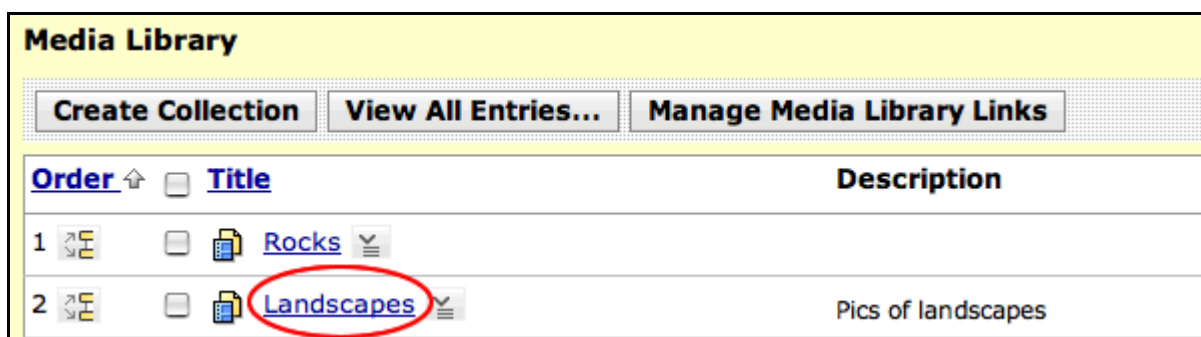 Media Library
Create Collection View All Entries... Manage Media Library Links
Order Title Description
1 Rocks
2 Landscapes Pics of landscapes